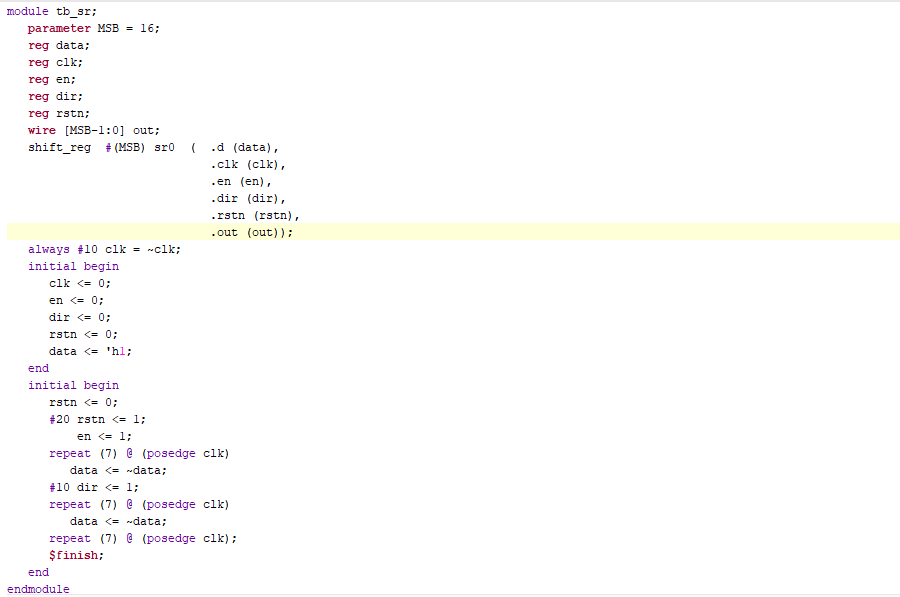 module tb_sr;
parameter MSB = 16;
reg data;
reg clk;
reg en;
reg dir;
reg rstn;
wire [MSB-1:0] out;
shift_reg #(MSB) sr0 ( .d (data),
.clk (clk),
.en (en),
.dir (dir),
.rstn (rstn),
.out (out));
always #10 clk = ~clk;
initial begin
clk <= 0;
en <= 0;
dir <= 0;
rstn <= 0;
data <= 'h1;
end
initial begin
rstn <= 0;
#20 rstn <= 1;
en <= 1;
repeat (7) @ (posedge clk)
data <= ~data;
#10 dir <= 1;
repeat (7) @ (posedge clk)
data <= ~data;
repeat (7) @ (posedge clk);
$finish;
end
endmodule